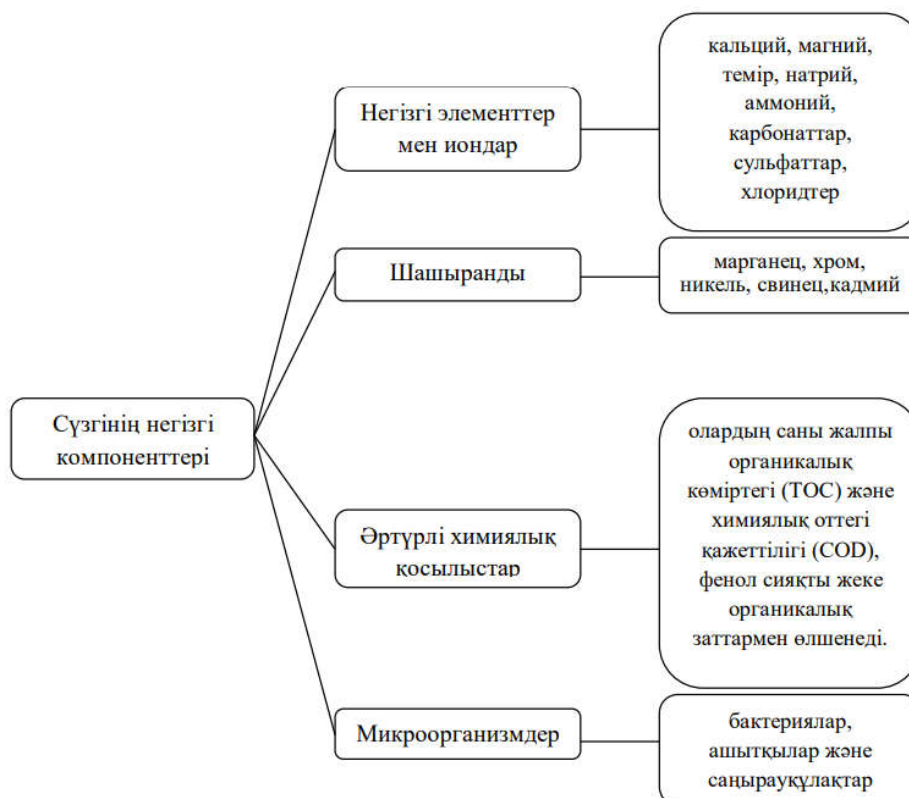 Сүзгінің негізгі
компоненттері
Негізгі элементтер
мен иондар
кальций, магний,
темір, натрий,
аммоний,
карбонаттар,
сульфаттар,
хлоридтер
Шашыранды
марганец, хром,
никель, свинец,кадмий
Әртүрлі химиялық
қосылыстар
олардың саны жалпы
органикалық
көміртегі (TOC) және
химиялық оттегі
қажеттілігі (COD),
фенол сияқты жеке
органикалық
заттармен өлшенеді.
Микроорганизмдер
бактериялар,
ашытқылар және
саңырауқұлақтар